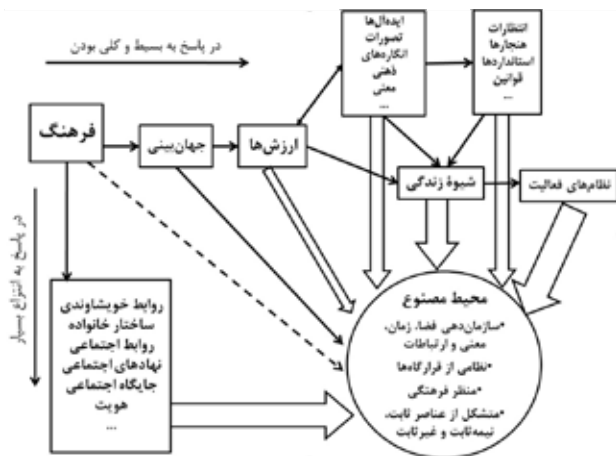 در پاسخ به بسیط و کلی بودن
ایده‌آل‌ها
تصورات
انگاره‌های
ذهنی
معنی
...
انتظارات
هنجارها
استانداردها
قوانین
...
فرهنگ
جهان‌بینی
ارزش‌ها
شیوهٔ زندگی
نظام‌های فعالیت
در پاسخ به انتزاع بسیار
روابط خویشاوندی
ساختار خانواده
روابط اجتماعی
نهادهای اجتماعی
جایگاه اجتماعی
هویت
...
محیط مصنوع
•سازمان‌دهی فضا، زمان،
معنی و ارتباطات
•نظامی از قرارگاه‌ها
•منظر فرهنگی
•متشکل از عناصر ثابت،
نیمه‌ثابت و غیرثابت